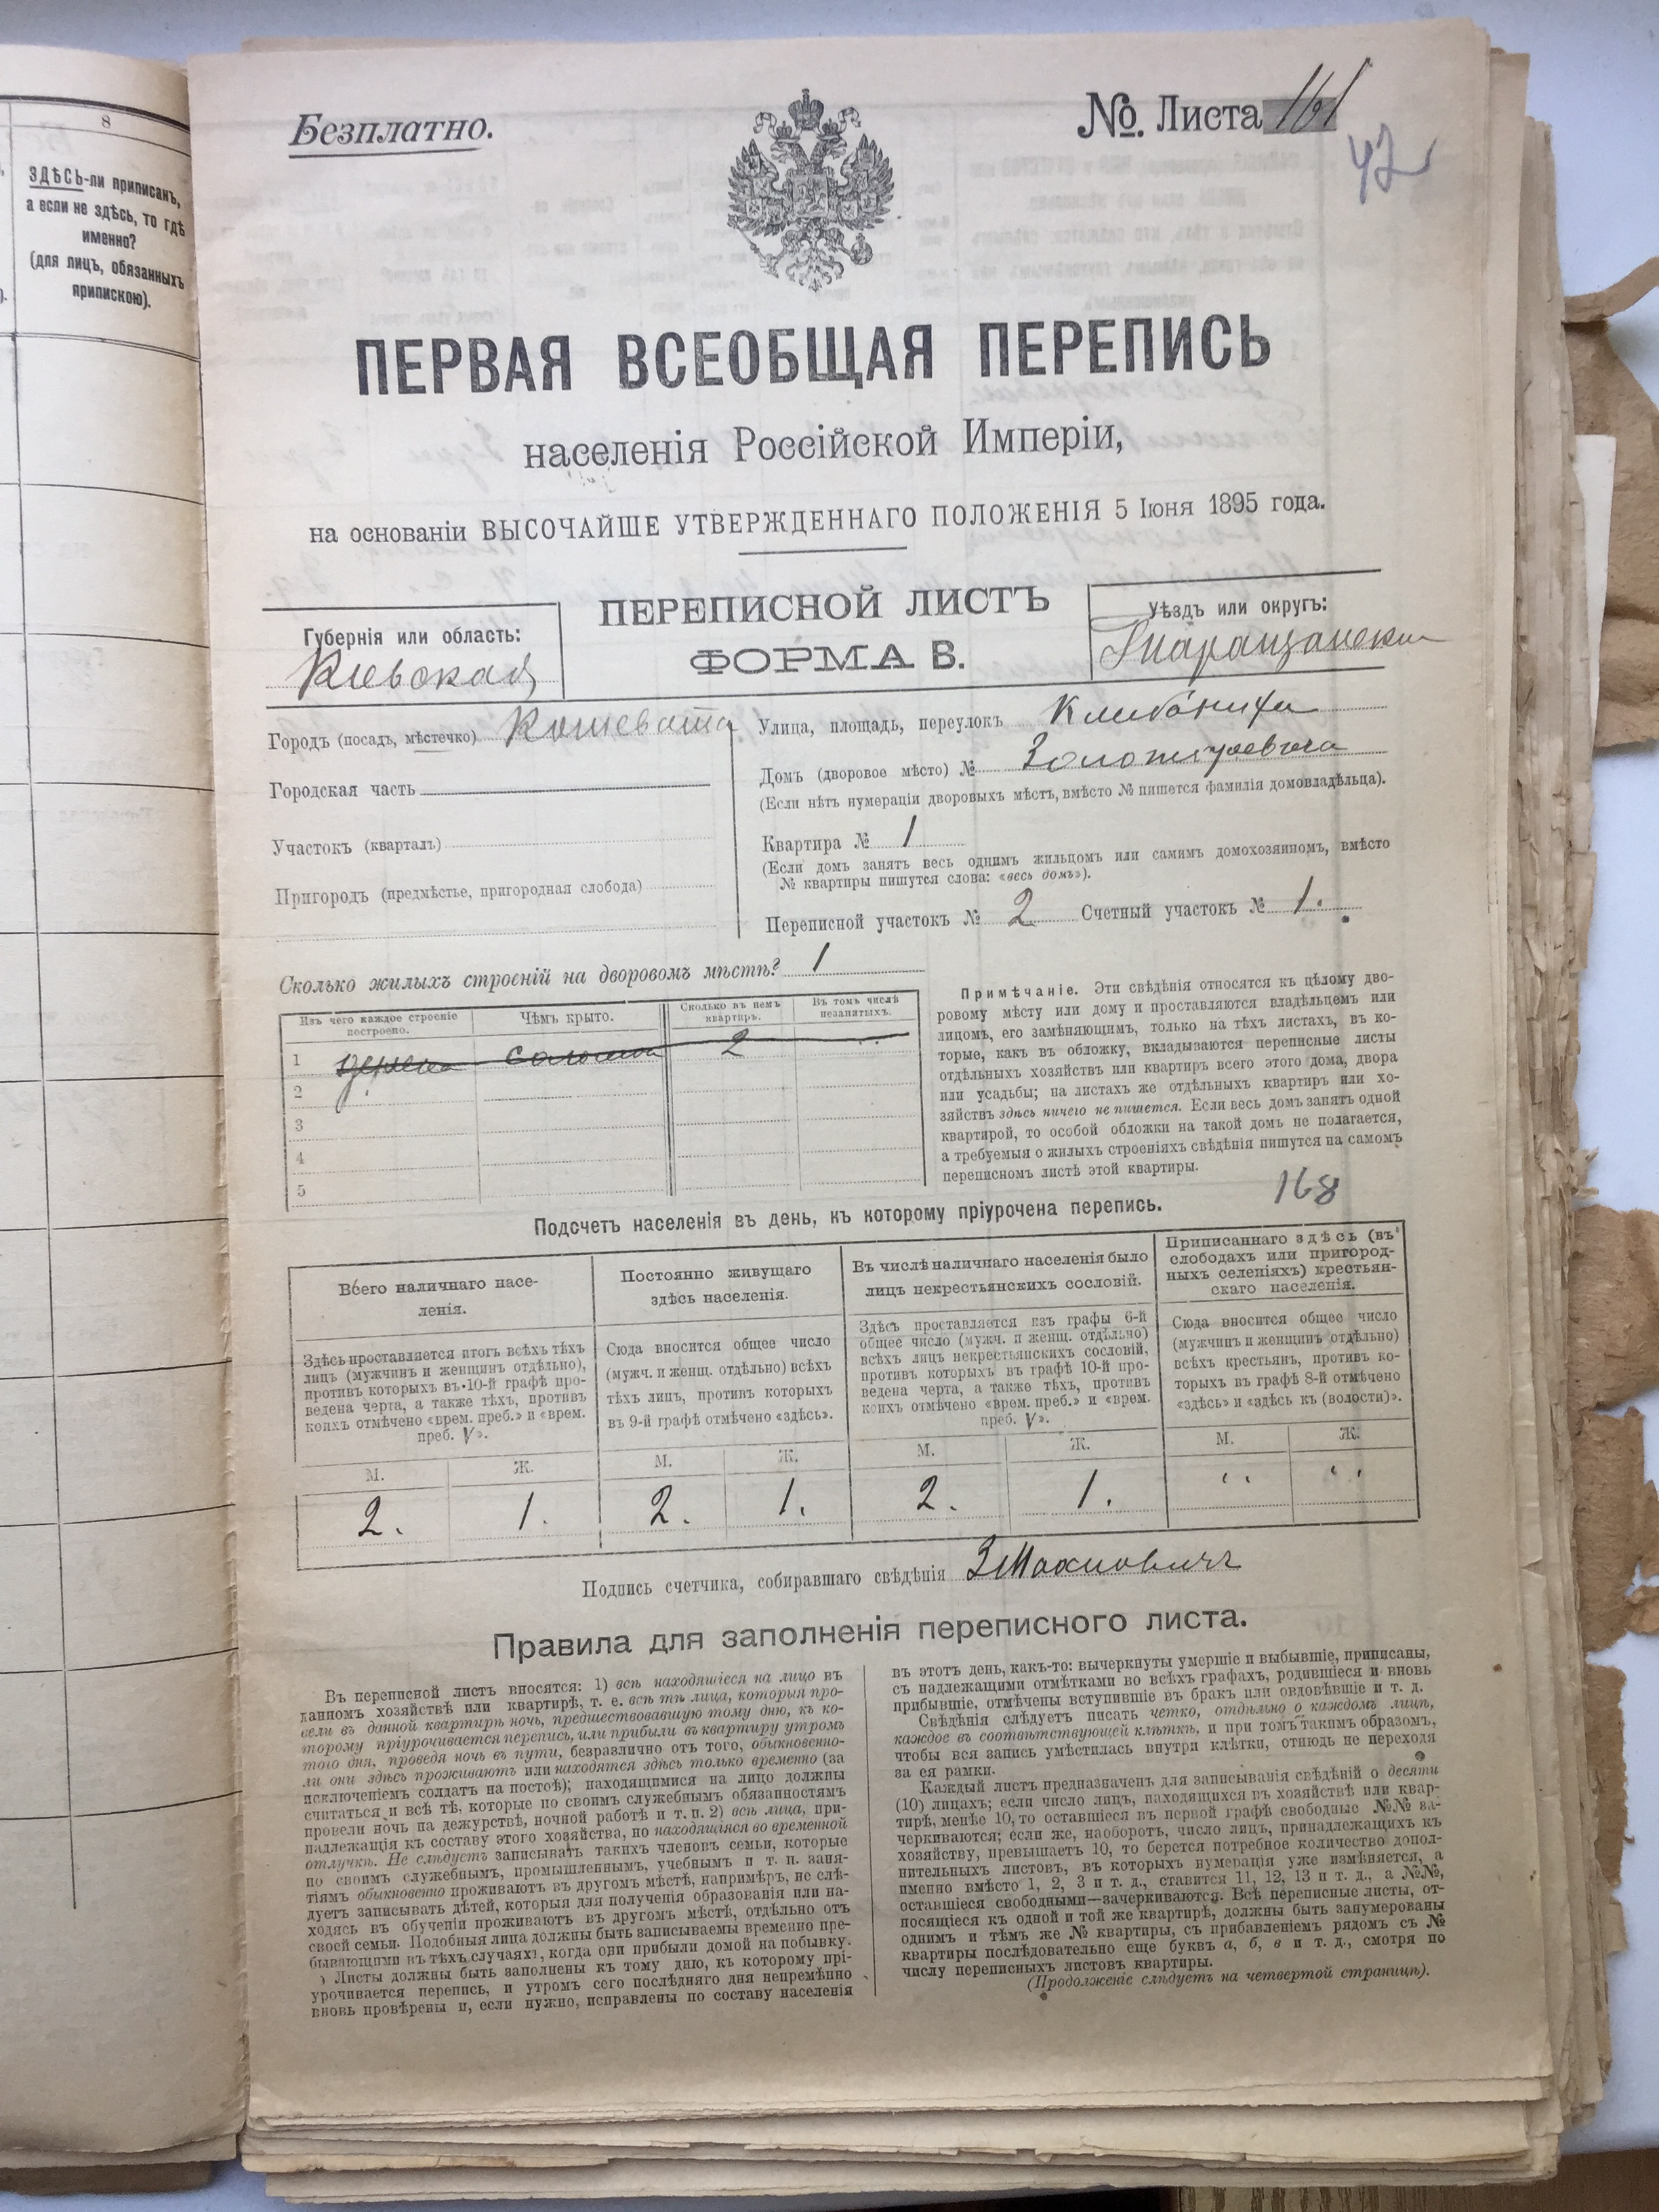 8
ЗДѢСЬ-ли приписанъ,
а если не здѣсь, то гдѣ
именно?
(для лицъ, обязанныхъ
припискою).
Безплатно.
№. Листа 161
42
ПЕРВАЯ ВСЕОБЩАЯ ПЕРЕПИСЬ
населенія Россійской Имперіи,
на основаніи ВЫСОЧАЙШЕ УТВЕРЖДЕННАГО ПОЛОЖЕНІЯ 5 Іюня 1895 года.
Губернія или область:
Кіевская
ПЕРЕПИСНОЙ ЛИСТЪ
ФОРМА В.
Уѣздъ или округъ:
Таращански
Городъ (посадъ, мѣстечко) Кошевата
Городская часть
Участокъ (кварталъ)
Пригородъ (предмѣстье, пригородная слобода)
Улица, площадь, переулокъ
Домъ (дворовое мѣсто) №
(Если нѣтъ нумераціи дворовыхъ мѣстъ, вмѣсто № пишется фамилія домовладѣльца).
Квартира № 1
(Если домъ занятъ весь однимъ жильцомъ или самимъ домохозяиномъ, вмѣсто
№ квартиры пишутся слова: «весь домъ»).
Переписной участокъ № 2 Счетный участокъ № 1.
Сколько жилыхъ строеній на дворовомъ мѣстѣ? 1
Изъ чего каждое строеніе
построено.
Чѣмъ крыто.
Сколько въ немъ
квартиръ.
Въ томъ числѣ
незанятыхъ.
1 дерева соломой 2
2
3
4
5
Примѣчаніе. Эти свѣдѣнія относятся къ цѣлому дво-
ровому мѣсту или дому и проставляются владѣльцемъ или
лицомъ, его замѣняющимъ, только на тѣхъ листахъ, въ ко-
торые, какъ въ обложку, вкладываются переписные листы
отдѣльныхъ хозяйствъ или квартиръ всего этого дома, двора
или усадьбы; на листахъ же отдѣльныхъ квартиръ или хо-
зяйствъ здѣсь ничего не пишется. Если весь домъ занятъ одной
квартирой, то особой обложки на такой домъ не полагается,
а требуемыя о жилыхъ строеніяхъ свѣдѣнія пишутся на самомъ
переписномъ листѣ этой квартиры.
168
Подсчетъ населенія въ день, къ которому пріурочена перепись.
Всего наличнаго насе-
ленія.
Здѣсь проставляется итогъ всѣхъ тѣхъ
лицъ (мужчинъ и женщинъ отдѣльно),
противъ которыхъ въ 10-й графѣ про-
ведена черта, а также тѣхъ, противъ
коихъ отмѣчено «врем. преб.» и «врем.
преб. V».
Постоянно живущаго
здѣсь населенія.
Сюда вносится общее число
(мужч. и женщ. отдѣльно) всѣхъ
тѣхъ лицъ, противъ которыхъ
въ 9-й графѣ отмѣчено «здѣсь».
Въ числѣ наличнаго населенія было
лицъ некрестьянскихъ сословій.
Здѣсь проставляется изъ графы 6-й
общее число (мужч. и женщ. отдѣльно)
всѣхъ лицъ некрестьянскихъ сословій,
противъ которыхъ въ графѣ 10-й про-
ведена черта, а также тѣхъ, противъ
коихъ отмѣчено «врем. преб.» и «врем.
преб. V».
Приписаннаго здѣсь (въ
слободахъ или пригород-
ныхъ селеніяхъ) крестьян-
скаго населенія.
Сюда вносится общее число
(мужчинъ и женщинъ отдѣльно)
всѣхъ крестьянъ, противъ ко-
торыхъ въ графѣ 8-й отмѣчено
«здѣсь» и «здѣсь къ (волости)».
М. Ж. М. Ж. М. Ж. М. Ж.
2. 1. 2. 1. 2. 1. " "
Подпись счетчика, собиравшаго свѣдѣнія
Правила для заполненія переписного листа.
Въ переписной листъ вносятся: 1) всѣ находящіеся на лицо въ
данномъ хозяйствѣ или квартирѣ, т. е. всѣ тѣ лица, которыя про-
вели въ данной квартирѣ ночь, предшествовавшую тому дню, къ ко-
торому пріурочивается перепись, или прибыли въ квартиру утромъ
того дня, проведя ночь въ пути, безразлично отъ того, обыкновенно-
ли они здѣсь проживаютъ или находятся здѣсь только временно (за
исключеніемъ солдатъ на постоѣ); находящимися на лицо должны
считаться и всѣ тѣ, которые по своимъ служебнымъ обязанностямъ
провели ночь на дежурствѣ, ночной работѣ и т. п. 2) всѣ лица, при-
надлежащія къ составу этого хозяйства, но находящіяся во временной
отлучкѣ. Не слѣдуетъ записывать такихъ членовъ семьи, которые
по своимъ служебнымъ, промышленнымъ, учебнымъ и т. п. заня-
тіямъ обыкновенно проживаютъ въ другомъ мѣстѣ, напримѣръ, не слѣ-
дуетъ записывать дѣтей, которыя для полученія образованія или на-
ходясь въ обученіи проживаютъ въ другомъ мѣстѣ, отдѣльно отъ
своей семьи. Подобныя лица должны быть записываемы временно пре-
бывающими въ тѣхъ случаяхъ, когда они прибыли домой на побывку.
Листы должны быть заполнены къ тому дню, къ которому прі-
урочивается перепись, и утромъ сего послѣдняго дня непремѣнно
вновь провѣрены и, если нужно, исправлены по составу населенія
въ этотъ день, какъ-то: вычеркнуты умершіе и выбывшіе, приписаны,
съ надлежащими отмѣтками во всѣхъ графахъ, родившіеся и вновь
прибывшіе, отмѣчены вступившіе въ бракъ или овдовѣвшіе и т. д.
Свѣдѣнія слѣдуетъ писать четко, отдѣльно о каждомъ лицѣ,
каждое въ соотвѣтствующей клѣткѣ, и при томъ такимъ образомъ,
чтобы вся запись умѣстилась внутри клѣтки, отнюдь не переходя
за ея рамки.
Каждый листъ предназначенъ для записыванія свѣдѣній о десяти
(10) лицахъ; если число лицъ, находящихся въ хозяйствѣ или квар-
тирѣ, менѣе 10, то оставшіеся въ первой графѣ свободные №№ за-
черкиваются; если же, наоборотъ, число лицъ, принадлежащихъ къ
хозяйству, превышаетъ 10, то берется потребное количество допол-
нительныхъ листовъ, въ которыхъ нумерація уже измѣняется, а
именно вмѣсто 1, 2, 3 и т. д., ставится 11, 12, 13 и т. д., а №№,
оставшіеся свободными—зачеркиваются. Всѣ переписные листы, от-
носящіеся къ одной и той же квартирѣ, должны быть занумерованы
однимъ и тѣмъ же № квартиры, съ прибавленіемъ рядомъ съ №
квартиры послѣдовательно еще буквъ а, б, в и т. д., смотря по
числу переписныхъ листовъ квартиры.
(Продолженіе слѣдуетъ на четвертой страницѣ).